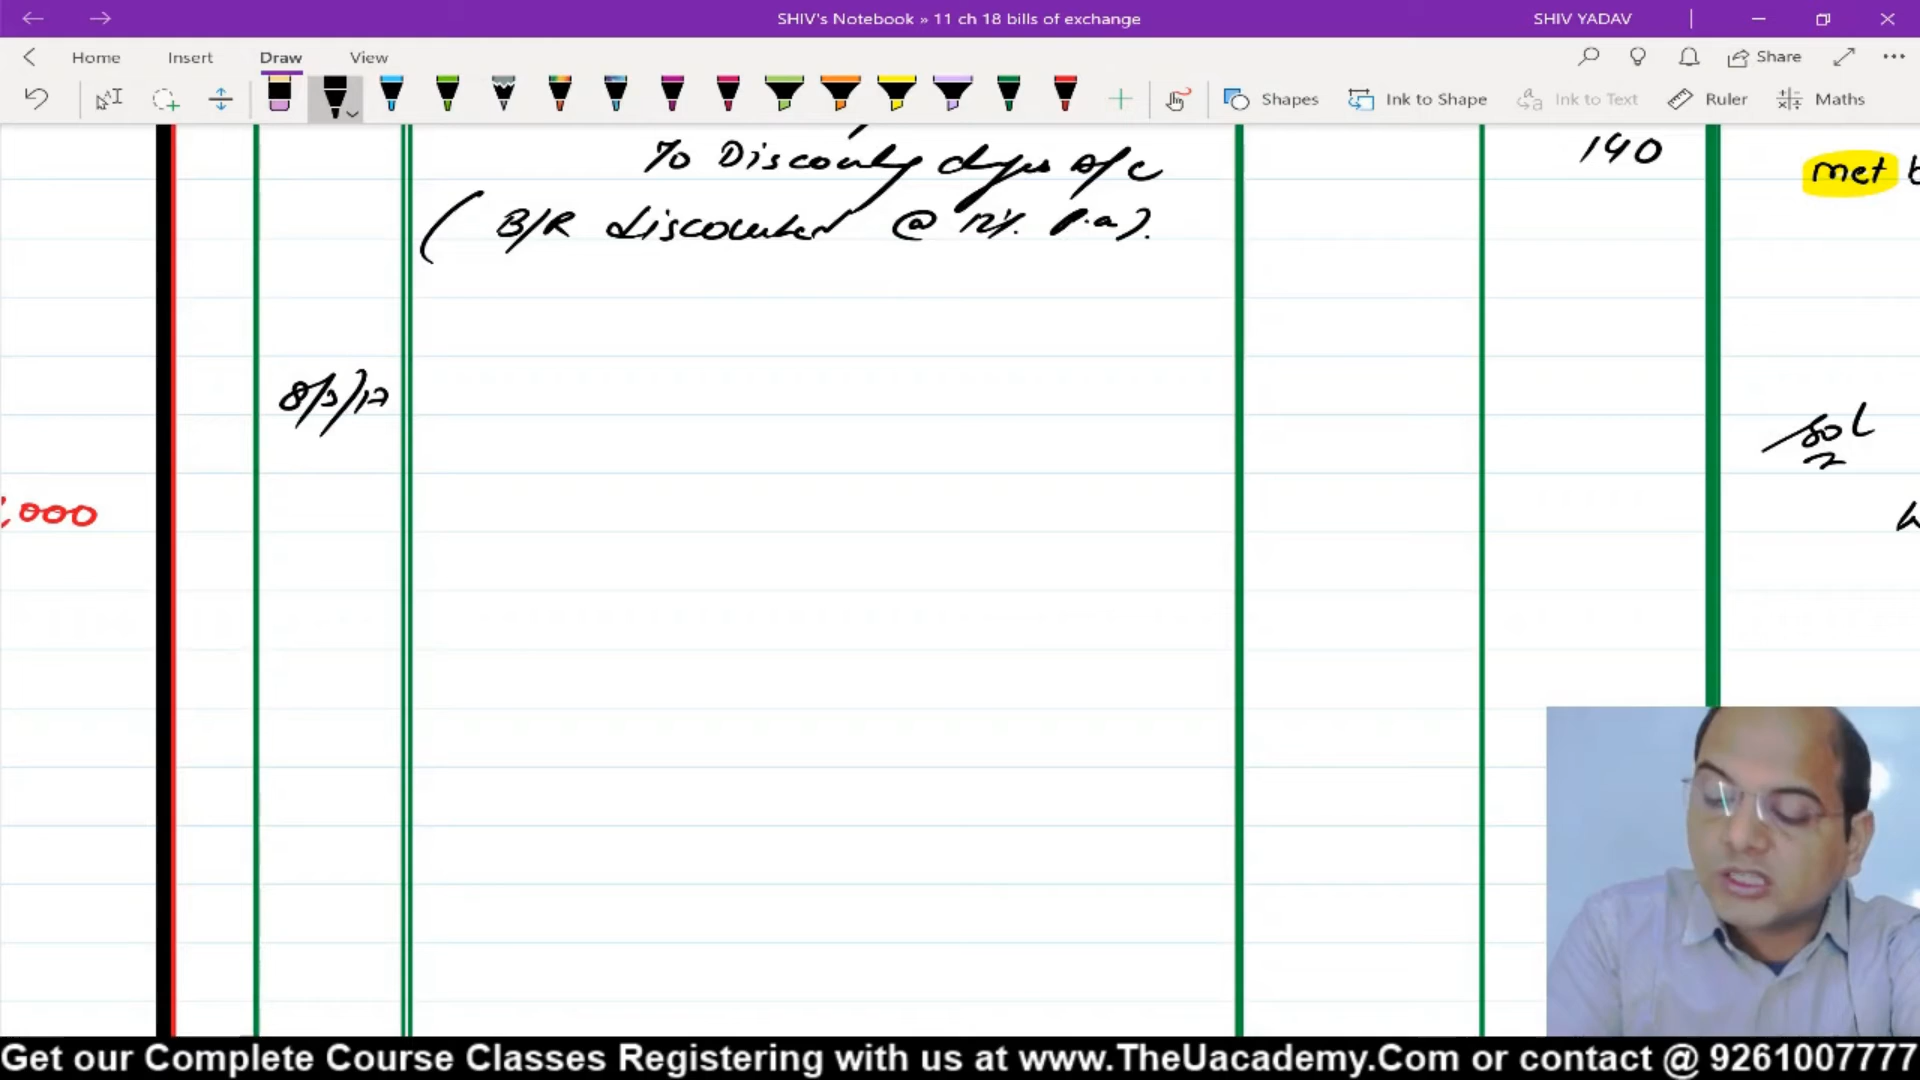 SHIV's Notebook » 11 ch 18 bills of exchange
SHIV YADAV
Home Insert Draw View
Share
Shapes
Ink to Shape
Ink to Text
Ruler
Maths
To Discounting charges A/c
140
met
( B/R discounted @ 12% p.a).
8/3/17
,000
sol
Get our Complete Course Classes Registering with us at www.TheUacademy.Com or contact @ 9261007777